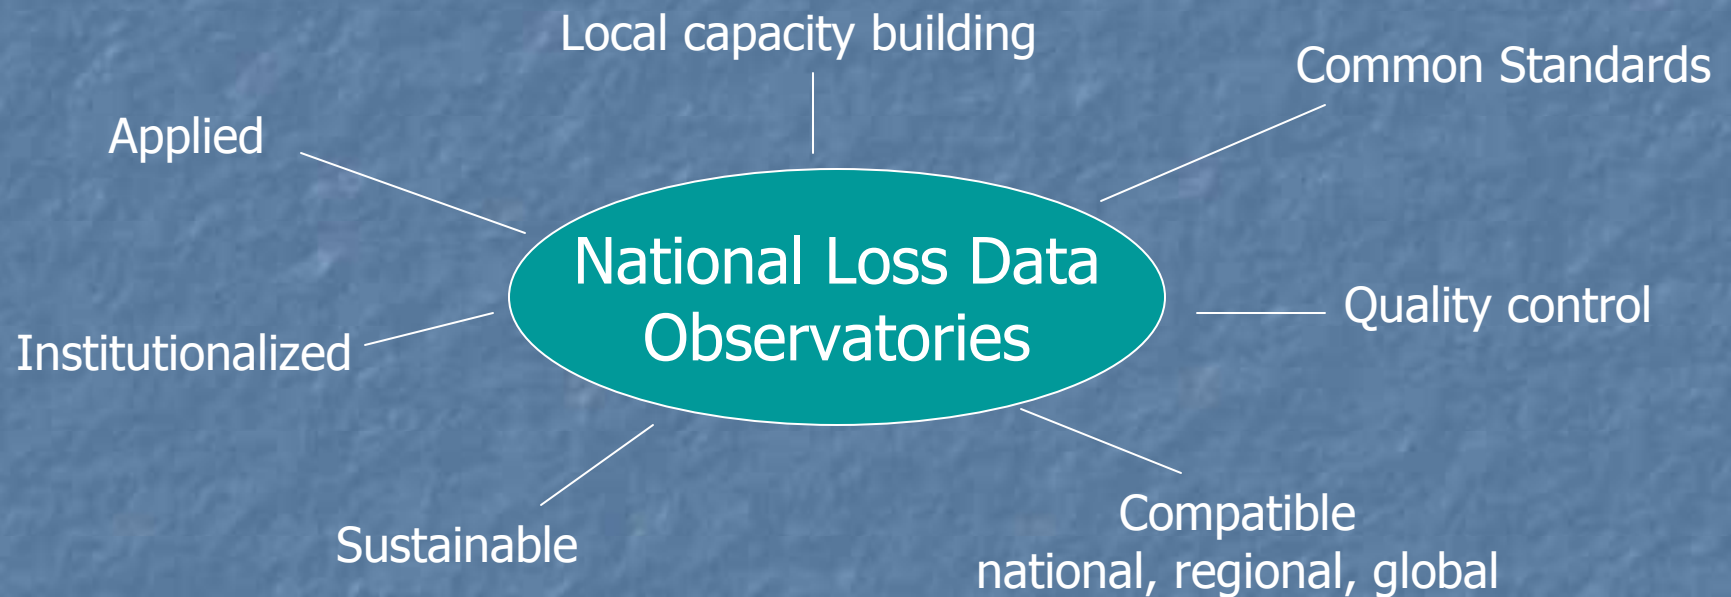 Local capacity building
Common Standards
Applied
National Loss Data
Observatories
Quality control
Institutionalized
Compatible
national, regional, global
Sustainable